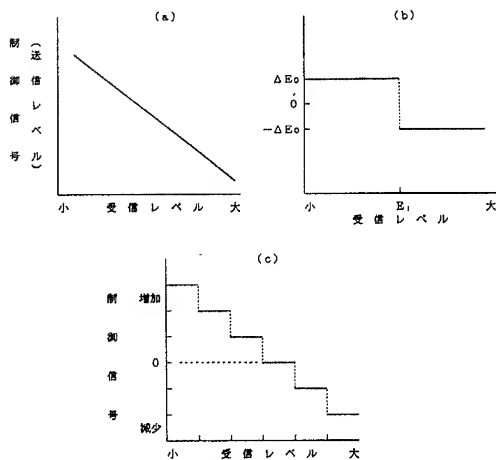 (a)
制御信号
(送信レベル)
小 受信レベル 大
(b)
ΔE₀
0
−ΔE₀
小 E₁ 大
受信レベル
(c)
制御信号
増加
0
減少
小 受信レベル 大